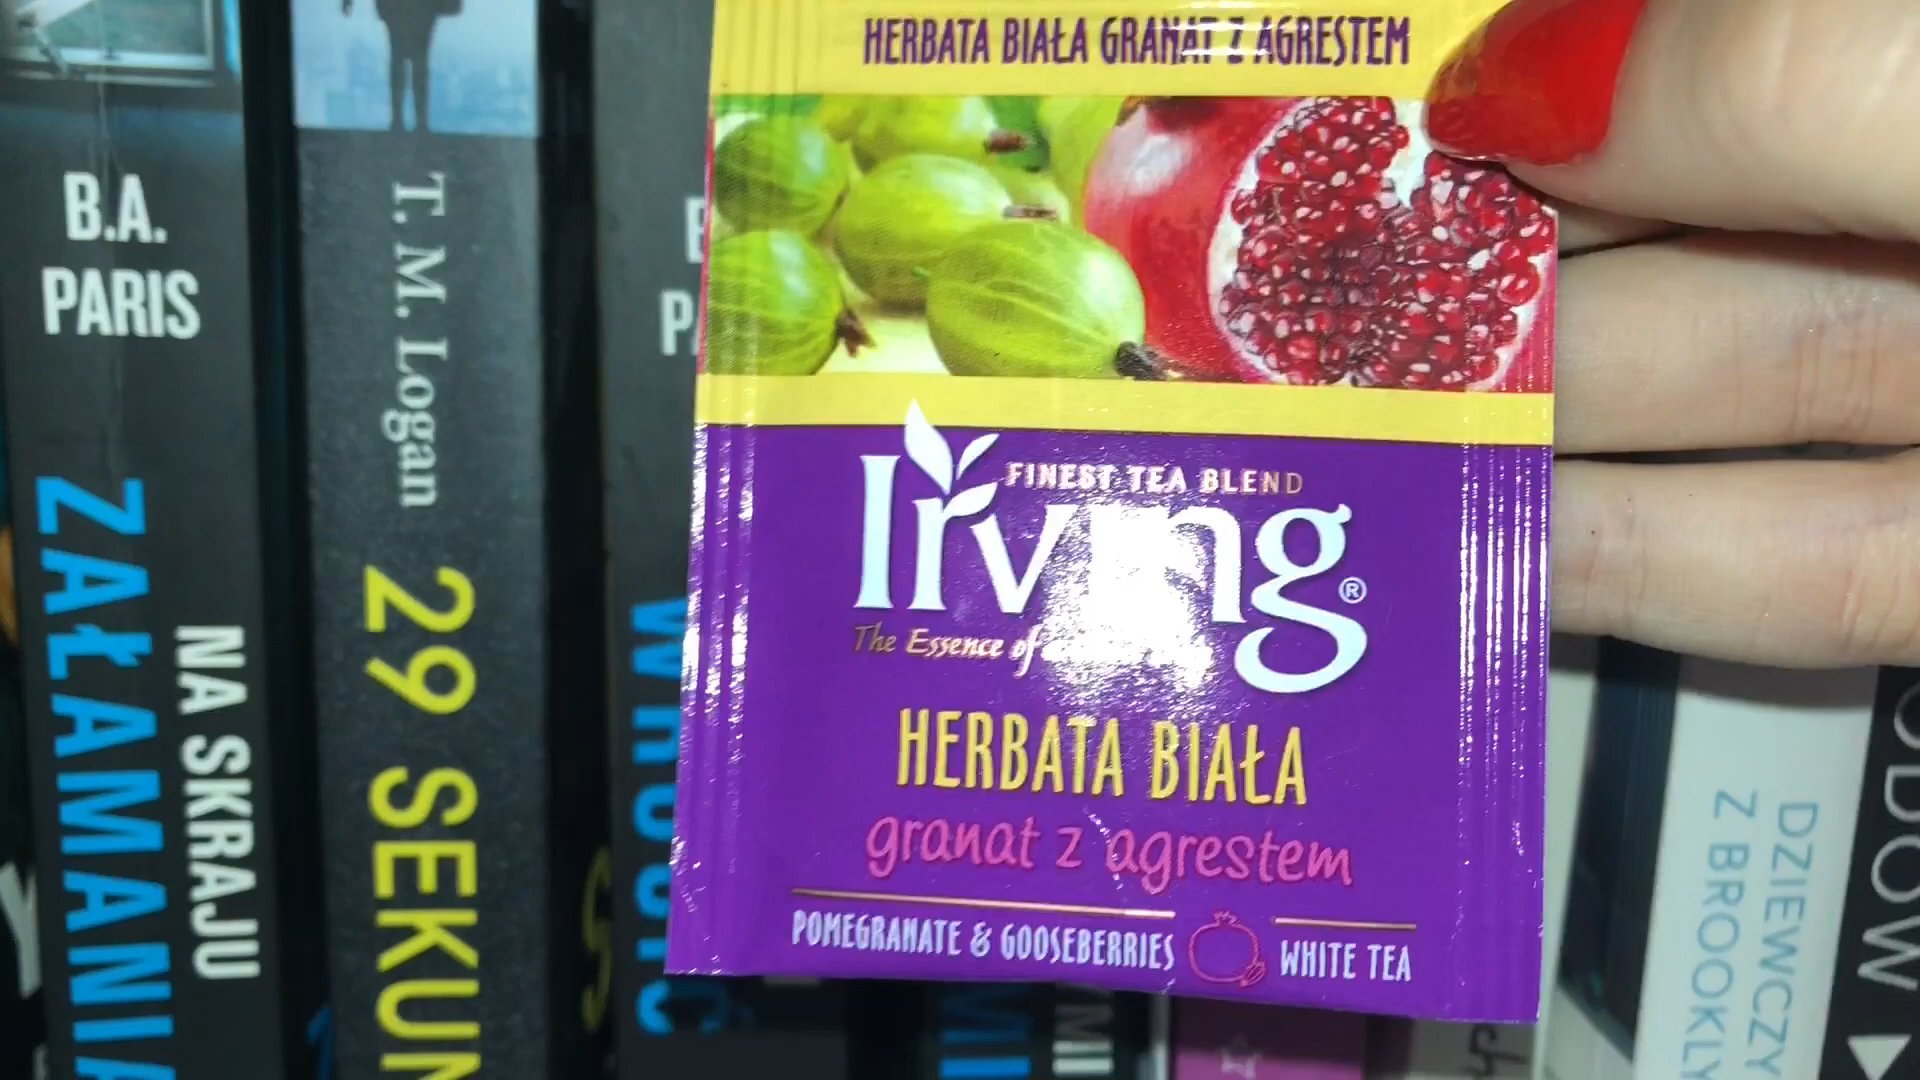 B.A.
PARIS
NA SKRAJU
ZAŁAMANIA
T. M. Logan
29 SEKUN
HERBATA BIAŁA GRANAT Z AGRESTEM
FINEST TEA BLEND
Irving®
The Essence of
HERBATA BIAŁA
granat z agrestem
POMEGRANATE & GOOSEBERRIES
WHITE TEA
DZIEWCZY
Z BROOKLY